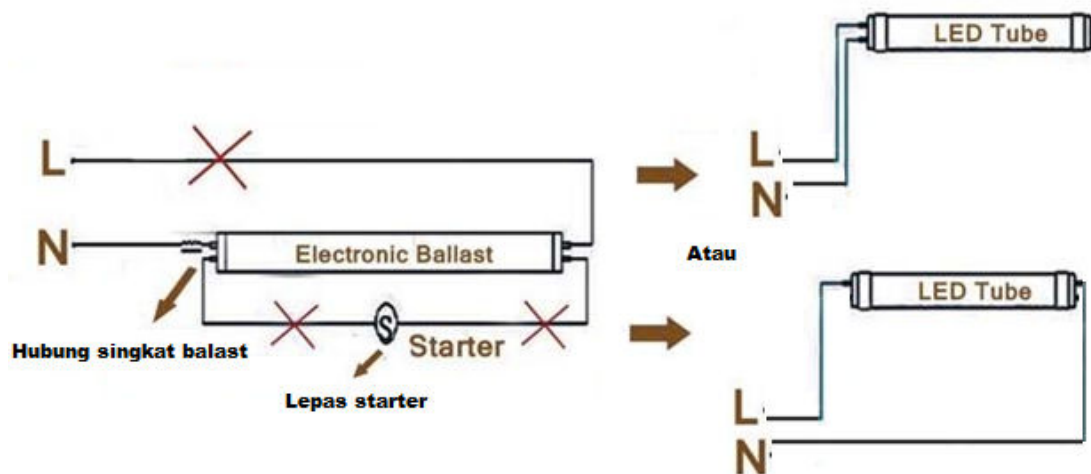 L
N
Electronic Ballast
Hubung singkat balast
S
Starter
Lepas starter
LED Tube
L
N
Atau
LED Tube
L
N